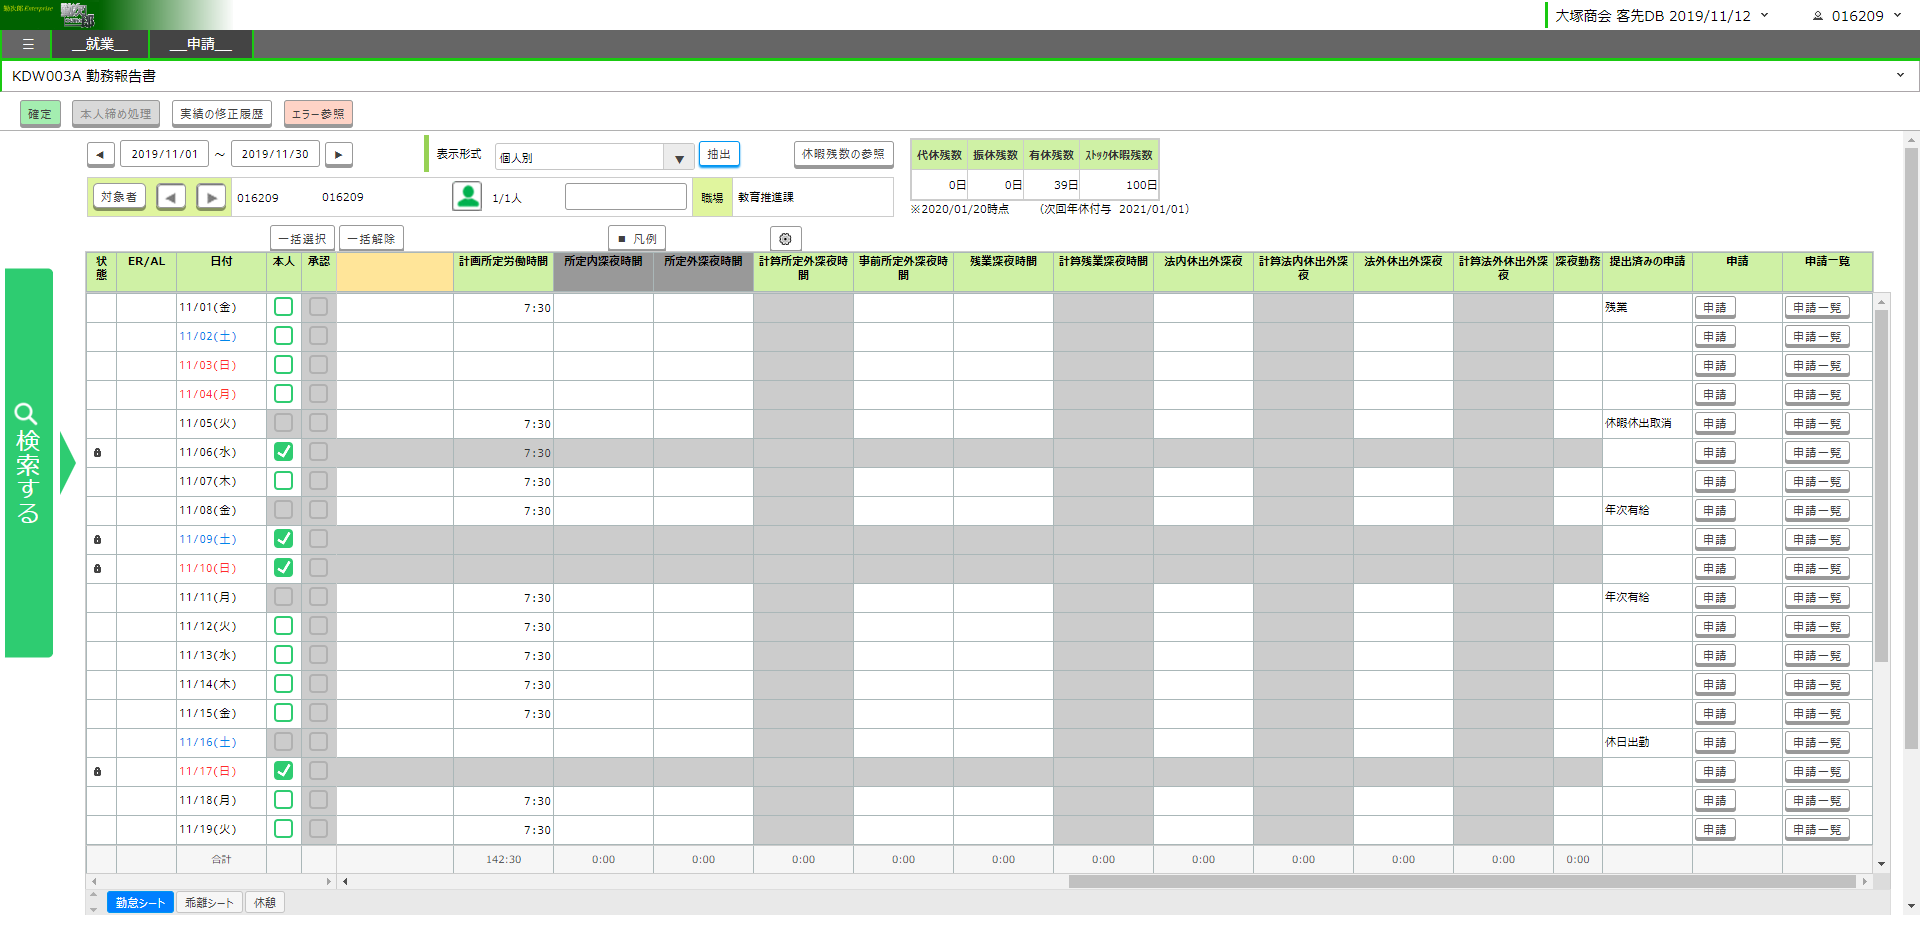 勤次郎Enterprise
大塚商会 客先DB 2019/11/12
016209
☰ __就業__ __申請__
KDW003A 勤務報告書
確定 本人締め処理 実績の修正履歴 エラー参照
◀ 2019/11/01 ～ 2019/11/30 ▶ 表示形式 個人別 ▼ 抽出 休暇残数の参照
代休残数 振休残数 有休残数 ｽﾄｯｸ休暇残数
0日 0日 39日 100日
※2020/01/20時点 (次回年休付与 2021/01/01)
対象者 ◀ ▶ 016209 016209 1/1人 職場 教育推進課
一括選択 一括解除 ■ 凡例
状態 ER/AL 日付 本人 承認 計画所定労働時間 所定内深夜時間 所定外深夜時間 計算所定外深夜時間 事前所定外深夜時間 残業深夜時間 計算残業深夜時間 法内休出外深夜 計算法内休出外深夜 法外休出外深夜 計算法外休出外深夜 深夜勤務 提出済みの申請 申請 申請一覧
11/01(金) 7:30 残業 申請 申請一覧
11/02(土) 申請 申請一覧
11/03(日) 申請 申請一覧
11/04(月) 申請 申請一覧
11/05(火) 7:30 休暇休出取消 申請 申請一覧
11/06(水) 7:30 申請 申請一覧
11/07(木) 7:30 申請 申請一覧
11/08(金) 7:30 年次有給 申請 申請一覧
11/09(土) 申請 申請一覧
11/10(日) 申請 申請一覧
11/11(月) 7:30 年次有給 申請 申請一覧
11/12(火) 7:30 申請 申請一覧
11/13(水) 7:30 申請 申請一覧
11/14(木) 7:30 申請 申請一覧
11/15(金) 7:30 申請 申請一覧
11/16(土) 休日出勤 申請 申請一覧
11/17(日) 申請 申請一覧
11/18(月) 7:30 申請 申請一覧
11/19(火) 7:30 申請 申請一覧
合計 142:30 0:00 0:00 0:00 0:00 0:00 0:00 0:00 0:00 0:00 0:00 0:00
勤怠シート 乖離シート 休憩
検索する